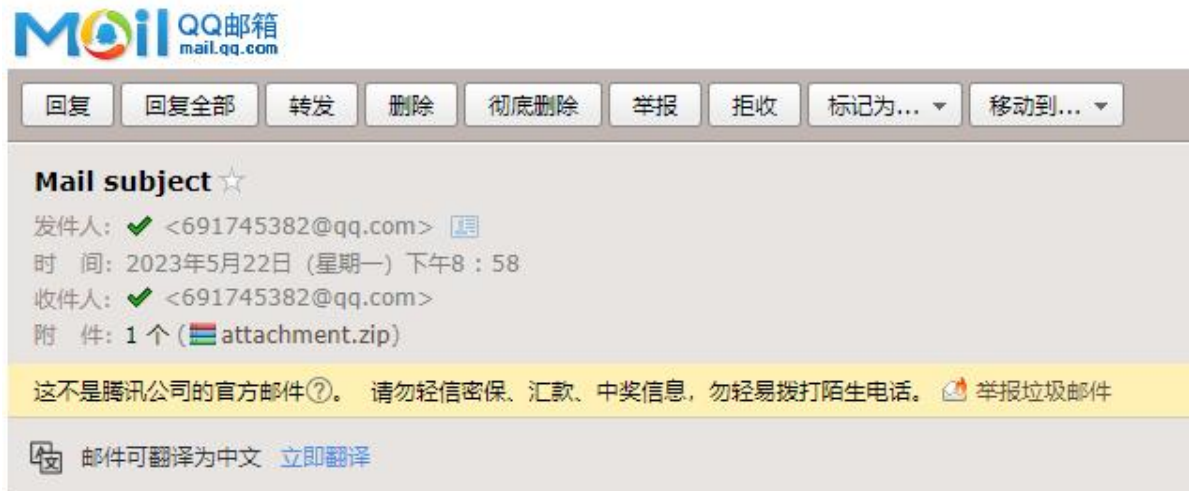 Mail QQ邮箱
mail.qq.com
回复 回复全部 转发 删除 彻底删除 举报 拒收 标记为... 移动到...
Mail subject
发件人: <691745382@qq.com>
时 间: 2023年5月22日 (星期一) 下午8:58
收件人: <691745382@qq.com>
附 件: 1 个 (attachment.zip)
这不是腾讯公司的官方邮件?。 请勿轻信密保、汇款、中奖信息,勿轻易拨打陌生电话。 举报垃圾邮件
邮件可翻译为中文 立即翻译